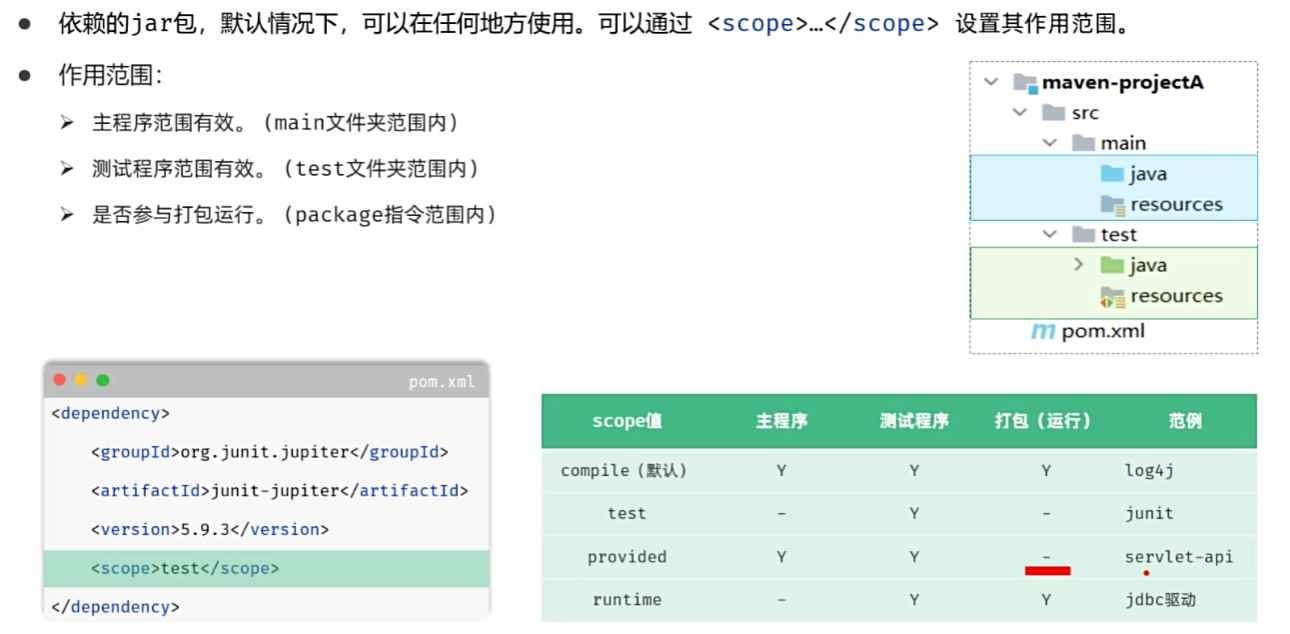 依赖的jar包，默认情况下，可以在任何地方使用。可以通过 <scope>…</scope> 设置其作用范围。
作用范围：
主程序范围有效。（main文件夹范围内）
测试程序范围有效。（test文件夹范围内）
是否参与打包运行。（package指令范围内）
maven-projectA
src
main
java
resources
test
java
resources
pom.xml
pom.xml
<dependency>
<groupId>org.junit.jupiter</groupId>
<artifactId>junit-jupiter</artifactId>
<version>5.9.3</version>
<scope>test</scope>
</dependency>
scope值 主程序 测试程序 打包（运行） 范例
compile（默认） Y Y Y log4j
test - Y - junit
provided Y Y - servlet-api
runtime - Y Y jdbc驱动